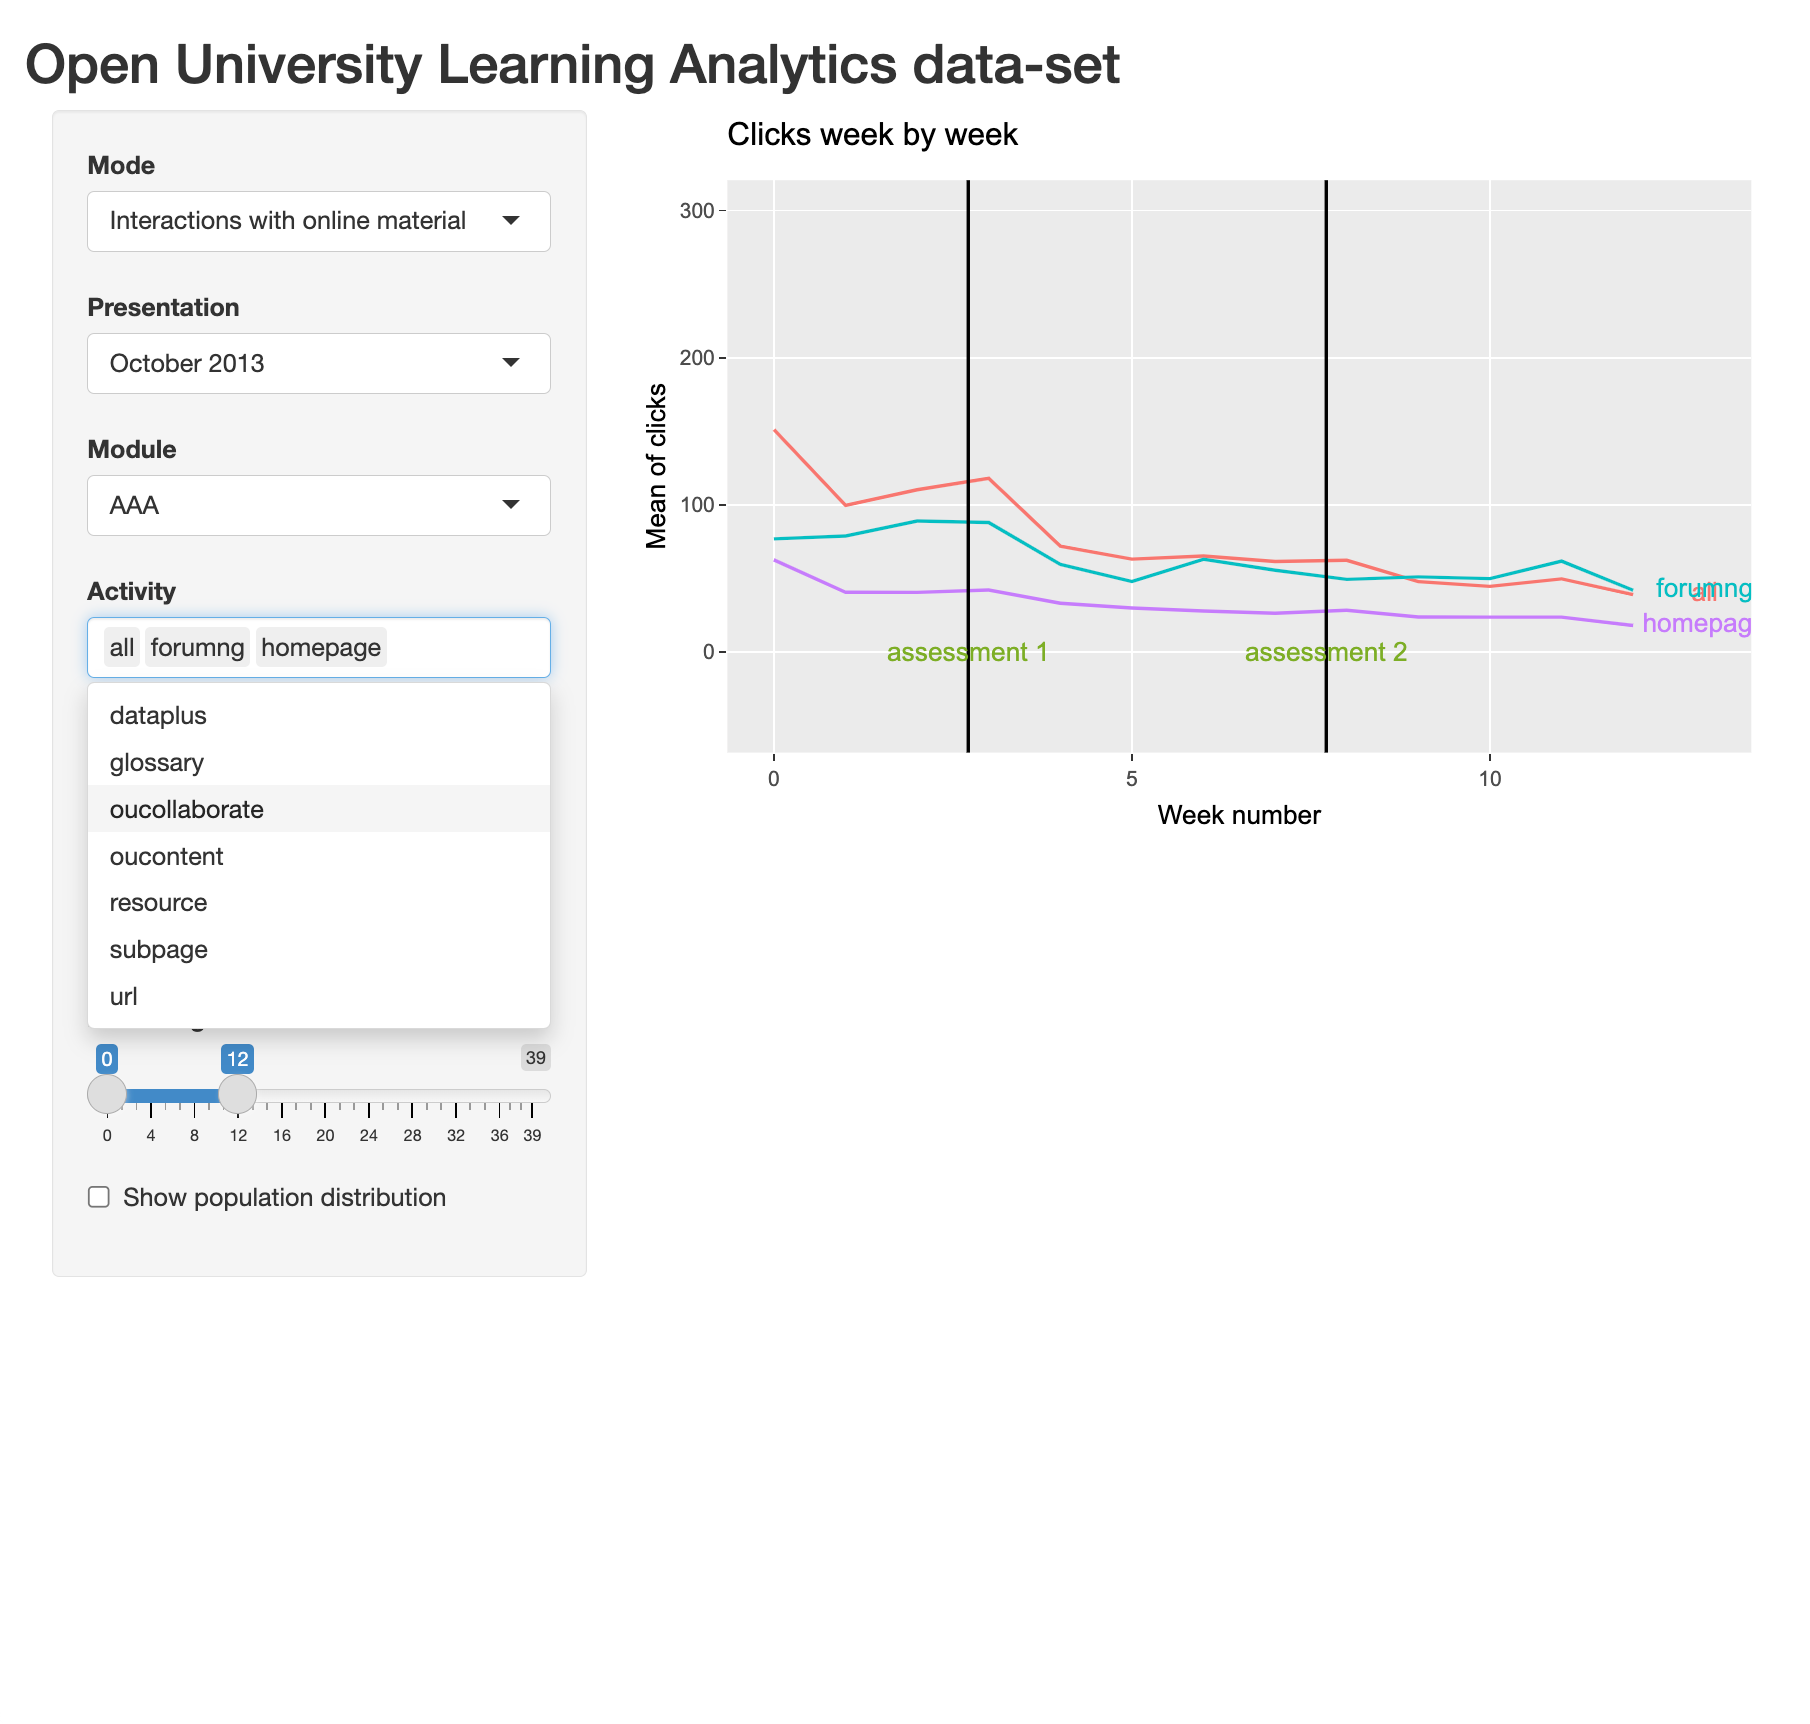 Open University Learning Analytics data-set
Mode
Interactions with online material
Presentation
October 2013
Module
AAA
Activity
all forumng homepage
dataplus
glossary
oucollaborate
oucontent
resource
subpage
url
0 12 39
0 4 8 12 16 20 24 28 32 36 39
Show population distribution
Clicks week by week
Mean of clicks
300
200
100
0
forumng
all
homepag
assessment 1 assessment 2
0 5 10
Week number